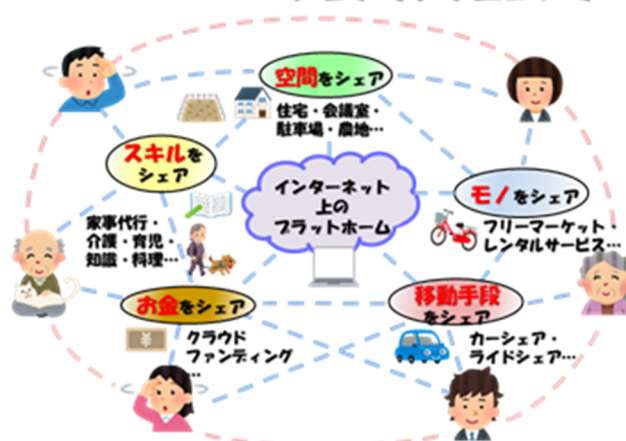 空間をシェア
住宅・会議室・
駐車場・農地…
スキルを
シェア
インターネット
上の
プラットホーム
モノをシェア
家事代行・
介護・育児・
知識・料理…
フリーマーケット・
レンタルサービス…
お金をシェア
移動手段
をシェア
¥
クラウド
ファンディング
…
カーシェア・
ライドシェア…